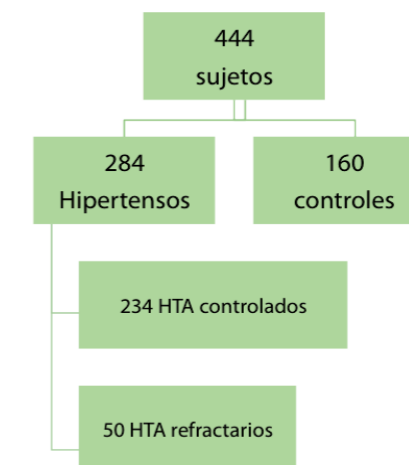 444
sujetos
284
Hipertensos
160
controles
234 HTA controlados
50 HTA refractarios